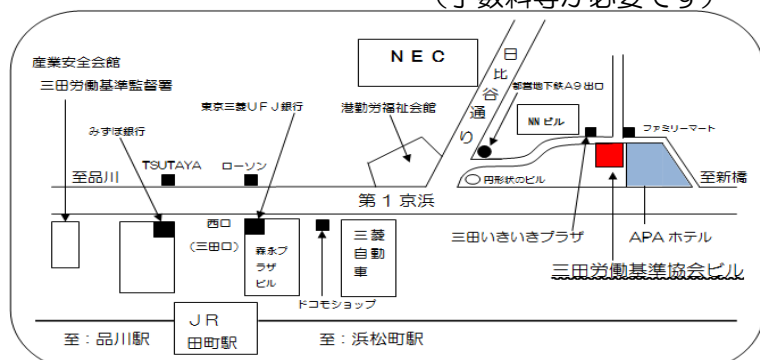 (手数料等が必要です)
NEC
日比谷通り
産業安全会館
三田労働基準監督署
東京三菱UFJ銀行
港勤労福祉会館
都営地下鉄A9出口
NNビル
みずほ銀行
ファミリーマート
TSUTAYA
ローソン
至品川
円形状のビル
至新橋
第1京浜
西口
(三田口)
森永プラザビル
三菱自動車
三田いきいきプラザ
APAホテル
三田労働基準協会ビル
ドコモショップ
JR
田町駅
至:品川駅
至:浜松町駅